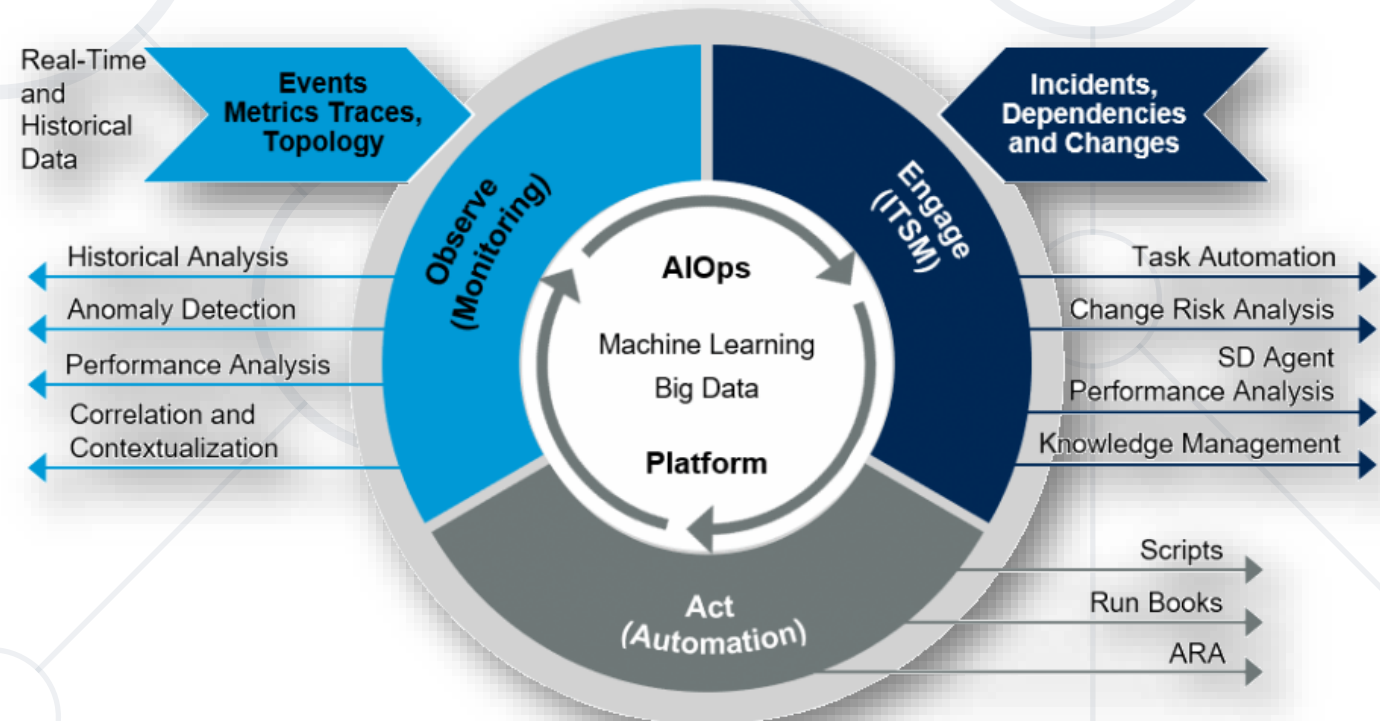 Real-Time
and
Historical
Data
Events
Metrics Traces,
Topology
Incidents,
Dependencies
and Changes
Observe
(Monitoring)
Engage
(ITSM)
Historical Analysis
Anomaly Detection
Performance Analysis
Correlation and
Contextualization
AIOps
Machine Learning
Big Data
Platform
Task Automation
Change Risk Analysis
SD Agent
Performance Analysis
Knowledge Management
Act
(Automation)
Scripts
Run Books
ARA